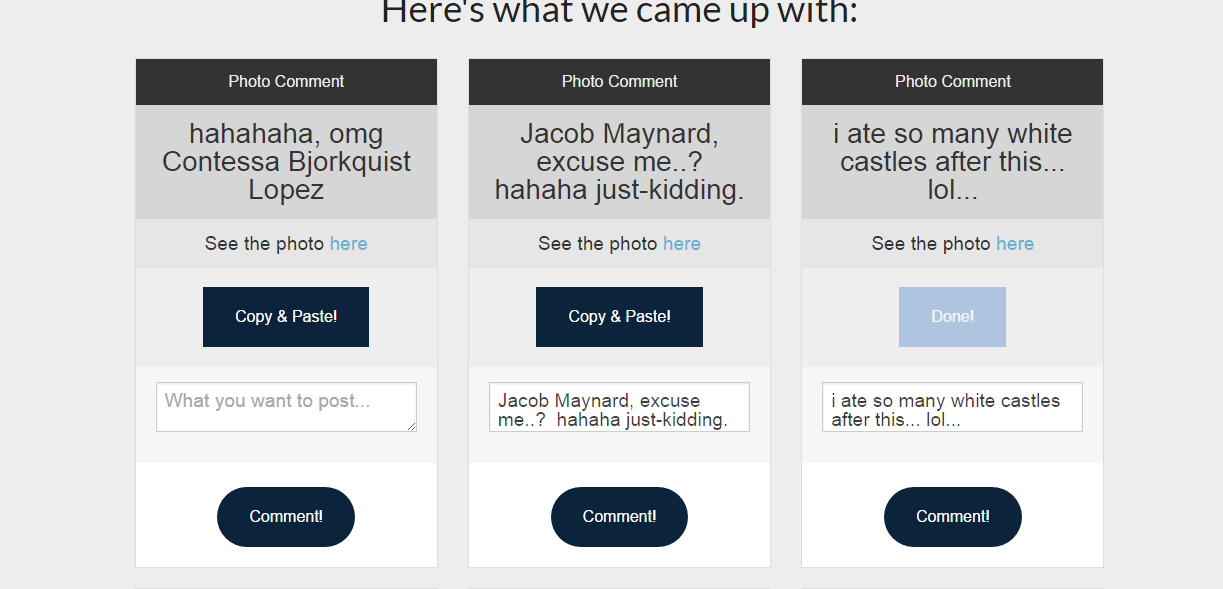 Here's what we came up with:
Photo Comment
hahahaha, omg
Contessa Bjorkquist
Lopez
See the photo here
Copy & Paste!
What you want to post...
Comment!
Photo Comment
Jacob Maynard,
excuse me..?
hahaha just-kidding.
See the photo here
Copy & Paste!
Jacob Maynard, excuse
me..?  hahaha just-kidding.
Comment!
Photo Comment
i ate so many white
castles after this...
lol...
See the photo here
Done!
i ate so many white castles
after this... lol...
Comment!